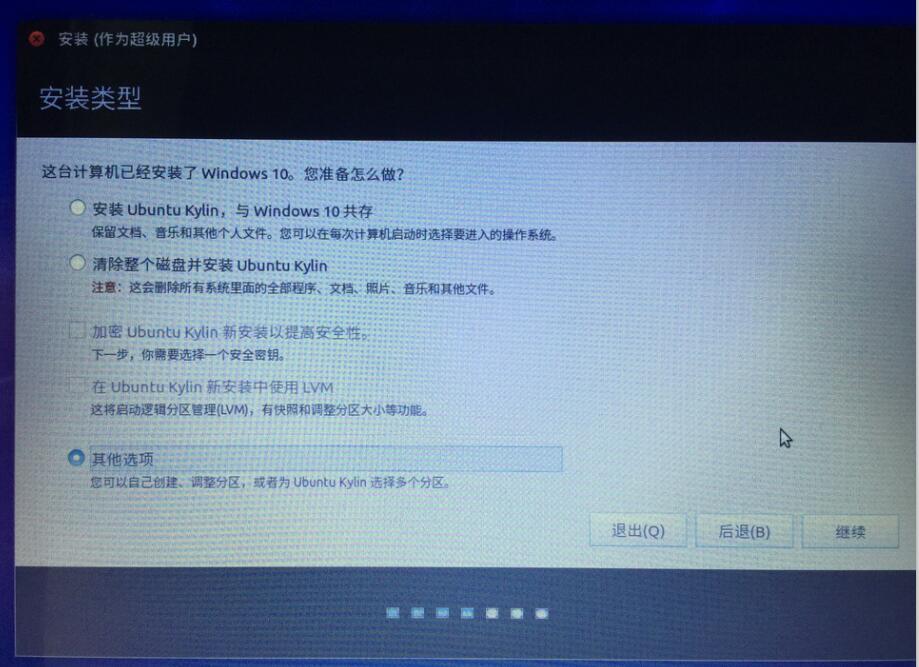 安装 (作为超级用户)
安装类型
这台计算机已经安装了 Windows 10。您准备怎么做？
安装 Ubuntu Kylin，与 Windows 10 共存
保留文档、音乐和其他个人文件。您可以在每次计算机启动时选择要进入的操作系统。
清除整个磁盘并安装 Ubuntu Kylin
注意：这会删除所有系统里面的全部程序、文档、照片、音乐和其他文件。
加密 Ubuntu Kylin 新安装以提高安全性。
下一步，你需要选择一个安全密钥。
在 Ubuntu Kylin 新安装中使用 LVM
这将启动逻辑分区管理(LVM)，有快照和调整分区大小等功能。
其他选项
您可以自己创建、调整分区，或者为 Ubuntu Kylin 选择多个分区。
退出(Q) 后退(B) 继续